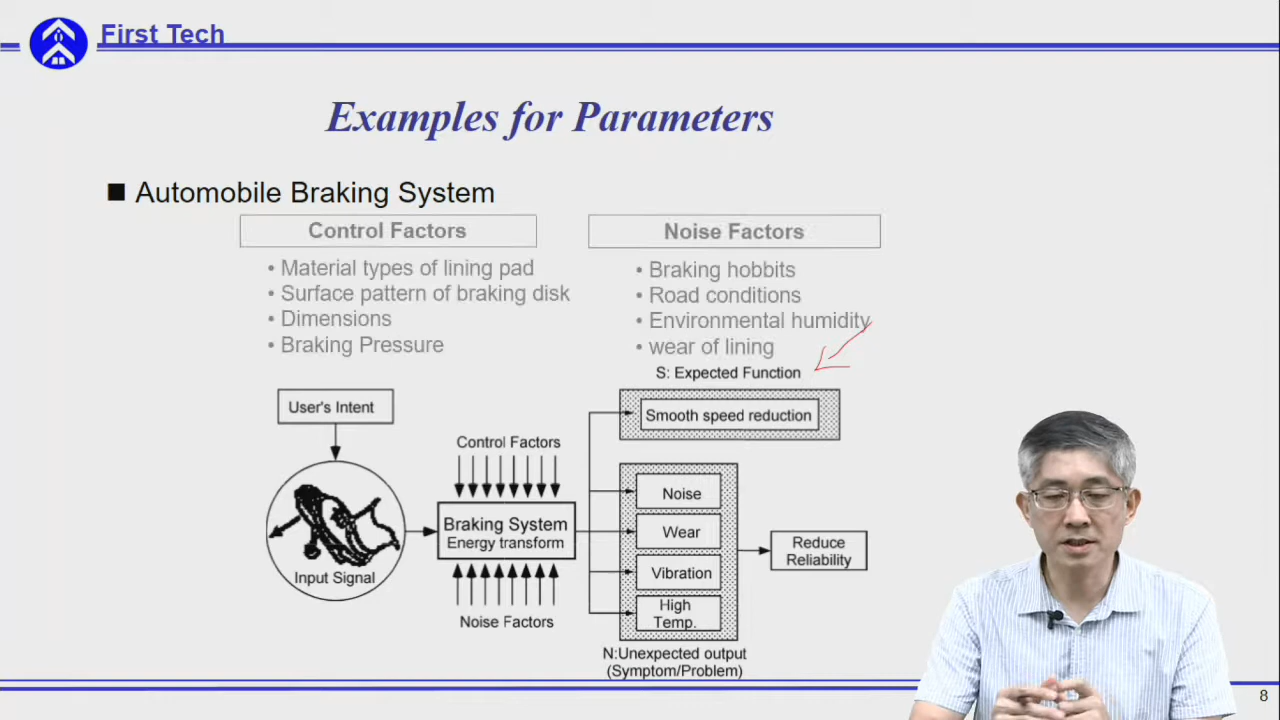 First Tech
Examples for Parameters
■ Automobile Braking System
Control Factors
• Material types of lining pad
• Surface pattern of braking disk
• Dimensions
• Braking Pressure
Noise Factors
• Braking hobbits
• Road conditions
• Environmental humidity
• wear of lining
S: Expected Function
User's Intent
Smooth speed reduction
Control Factors
Noise
Braking System
Energy transform
Wear
Reduce
Reliability
Input Signal
Vibration
High
Temp.
Noise Factors
N:Unexpected output
(Symptom/Problem)
8